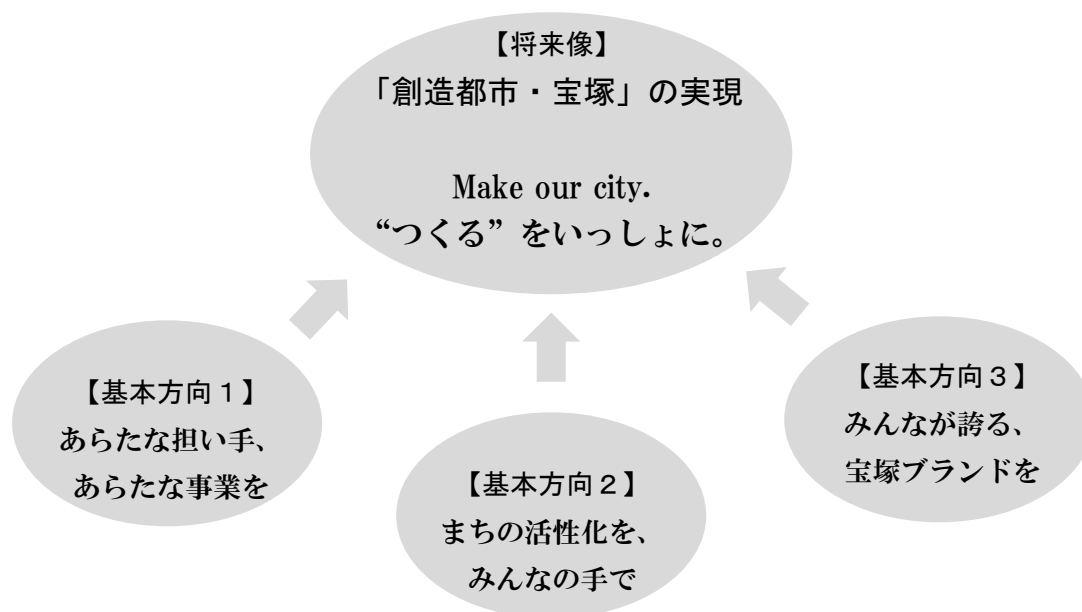 【将来像】
「創造都市・宝塚」の実現
Make our city.
“つくる”をいっしょに。
【基本方向１】
あらたな担い手、
あらたな事業を
【基本方向２】
まちの活性化を、
みんなの手で
【基本方向３】
みんなが誇る、
宝塚ブランドを